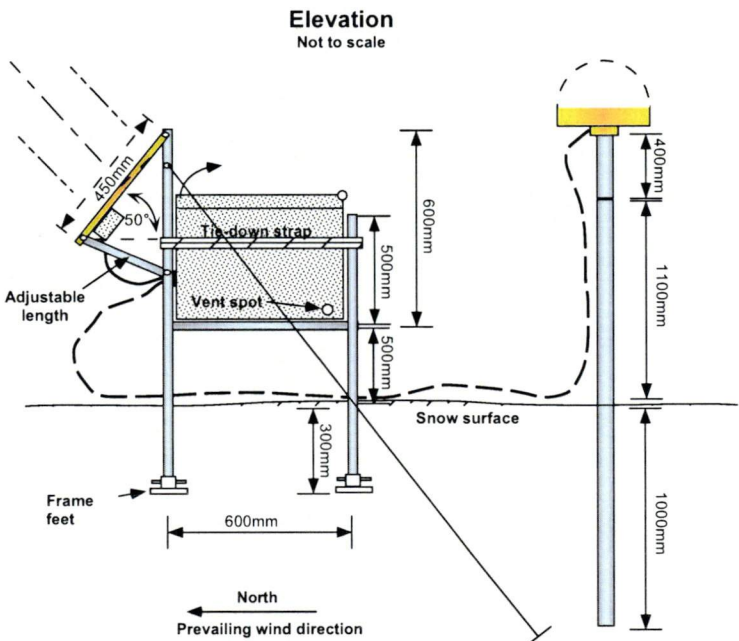 Elevation
Not to scale
450mm
50°
Tie-down strap
600mm
500mm
400mm
1100mm
Adjustable
length
Vent spot
500mm
Snow surface
300mm
1000mm
Frame
feet
600mm
North
Prevailing wind direction